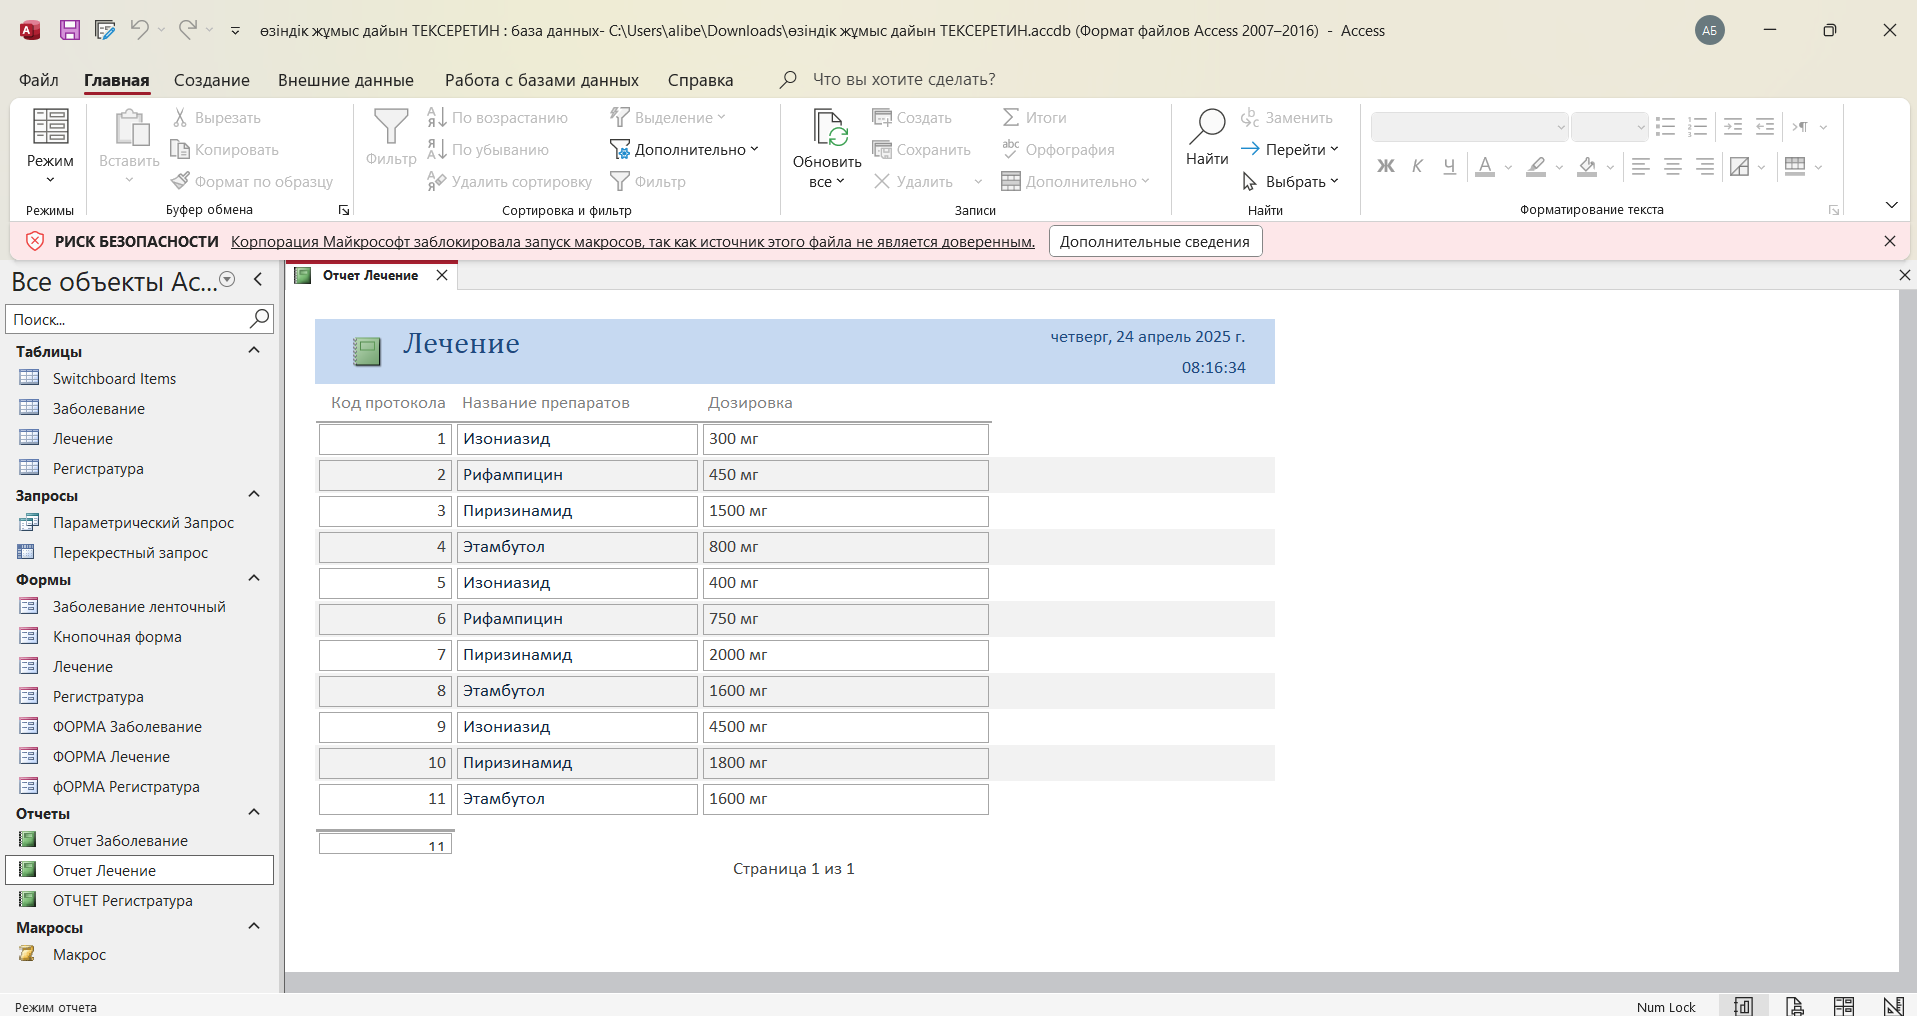 өзіндік жұмыс дайын ТЕКСЕРЕТИН : база данных- C:\Users\alibe\Downloads\өзіндік жұмыс дайын ТЕКСЕРЕТИН.accdb (Формат файлов Access 2007–2016) - Access
АБ
Файл Главная Создание Внешние данные Работа с базами данных Справка Что вы хотите сделать?
Режим
Режимы
Вставить
Вырезать
Копировать
Формат по образцу
Буфер обмена
Фильтр
По возрастанию
По убыванию
Удалить сортировку
Выделение
Дополнительно
Фильтр
Сортировка и фильтр
Обновить
все
Создать
Сохранить
Удалить
Итоги
Орфография
Дополнительно
Записи
Найти
Заменить
Перейти
Выбрать
Найти
Ж К Ч А
Форматирование текста
РИСК БЕЗОПАСНОСТИ Корпорация Майкрософт заблокировала запуск макросов, так как источник этого файла не является доверенным. Дополнительные сведения
Все объекты Ac...
Поиск...
Таблицы
Switchboard Items
Заболевание
Лечение
Регистратура
Запросы
Параметрический Запрос
Перекрестный запрос
Формы
Заболевание ленточный
Кнопочная форма
Лечение
Регистратура
ФОРМА Заболевание
ФОРМА Лечение
фОРМА Регистратура
Отчеты
Отчет Заболевание
Отчет Лечение
ОТЧЕТ Регистратура
Макросы
Макрос
Отчет Лечение
Лечение
четверг, 24 апрель 2025 г.
08:16:34
Код протокола Название препаратов Дозировка
1 Изониазид 300 мг
2 Рифампицин 450 мг
3 Пиризинамид 1500 мг
4 Этамбутол 800 мг
5 Изониазид 400 мг
6 Рифампицин 750 мг
7 Пиризинамид 2000 мг
8 Этамбутол 1600 мг
9 Изониазид 4500 мг
10 Пиризинамид 1800 мг
11 Этамбутол 1600 мг
11
Страница 1 из 1
Режим отчета
Num Lock